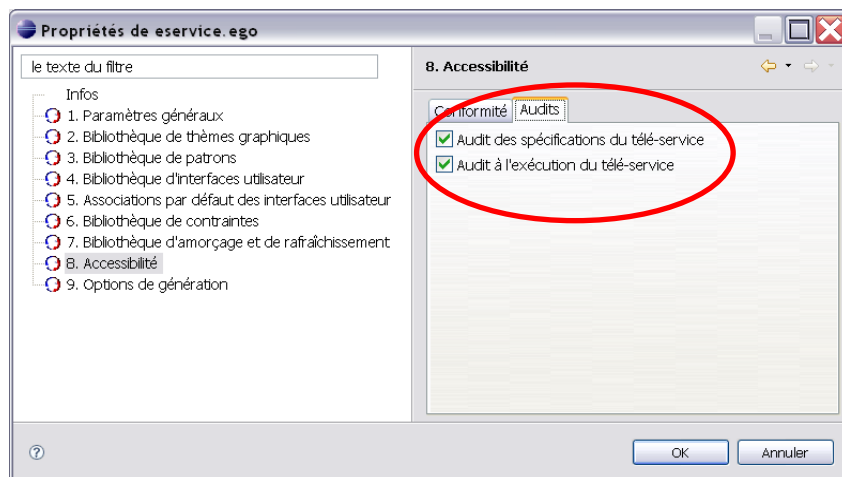 Propriétés de eservice.ego
le texte du filtre
Infos
1. Paramètres généraux
2. Bibliothèque de thèmes graphiques
3. Bibliothèque de patrons
4. Bibliothèque d'interfaces utilisateur
5. Associations par défaut des interfaces utilisateur
6. Bibliothèque de contraintes
7. Bibliothèque d'amorçage et de rafraîchissement
8. Accessibilité
9. Options de génération
8. Accessibilité
Conformité Audits
Audit des spécifications du télé-service
Audit à l'exécution du télé-service
OK Annuler